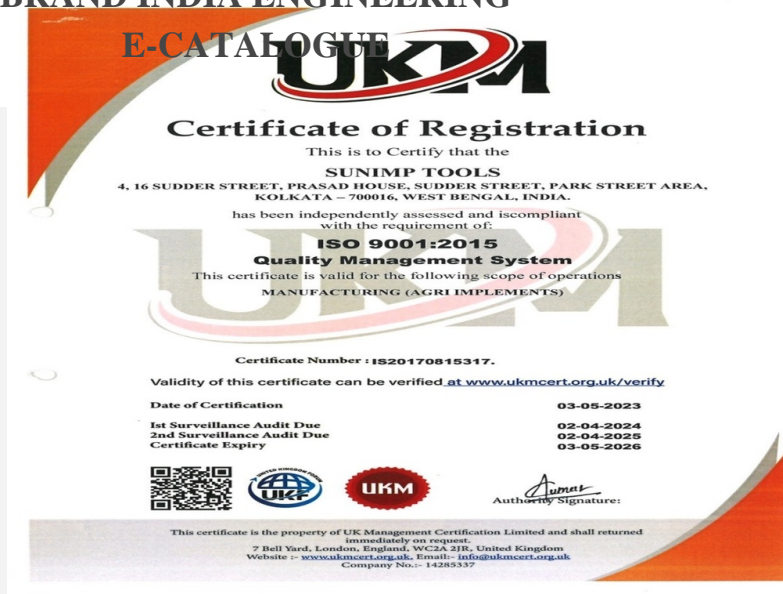 BRAND INDIA ENGINEERING
E-CATALOGUE
UKM
Certificate of Registration
This is to Certify that the
SUNIMP TOOLS
4, 16 SUDDER STREET, PRASAD HOUSE, SUDDER STREET, PARK STREET AREA,
KOLKATA – 700016, WEST BENGAL, INDIA.
has been independently assessed and iscompliant
with the requirement of:
ISO 9001:2015
Quality Management System
This certificate is valid for the following scope of operations
MANUFACTURING (AGRI IMPLEMENTS)
Certificate Number : IS20170815317.
Validity of this certificate can be verified at www.ukmcert.org.uk/verify
Date of Certification 03-05-2023
Ist Surveillance Audit Due 02-04-2024
2nd Surveillance Audit Due 02-04-2025
Certificate Expiry 03-05-2026
UNITED KINGDOM FORUM
UKF
UKM
Authority Signature:
This certificate is the property of UK Management Certification Limited and shall returned
immediately on request.
7 Bell Yard, London, England, WC2A 2JR, United Kingdom
Website :- www.ukmcert.org.uk, Email:- info@ukmcert.org.uk
Company No.:- 14285337